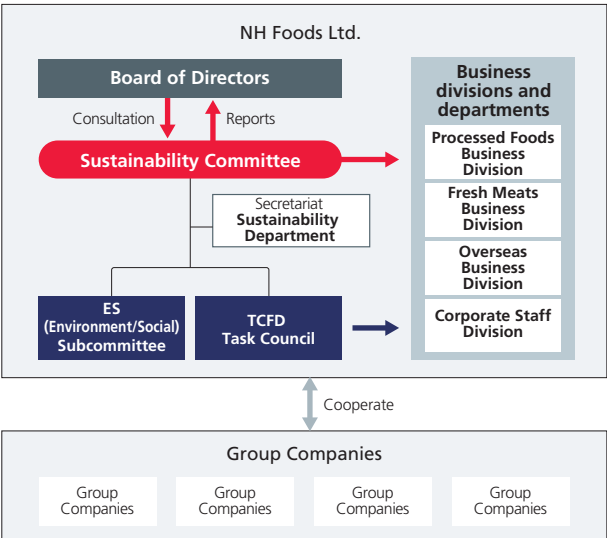 NH Foods Ltd.
Board of Directors
Consultation
Reports
Sustainability Committee
Secretariat
Sustainability
Department
ES
(Environment/Social)
Subcommittee
TCFD
Task Council
Business
divisions and
departments
Processed Foods
Business
Division
Fresh Meats
Business
Division
Overseas
Business
Division
Corporate Staff
Division
Cooperate
Group Companies
Group
Companies
Group
Companies
Group
Companies
Group
Companies